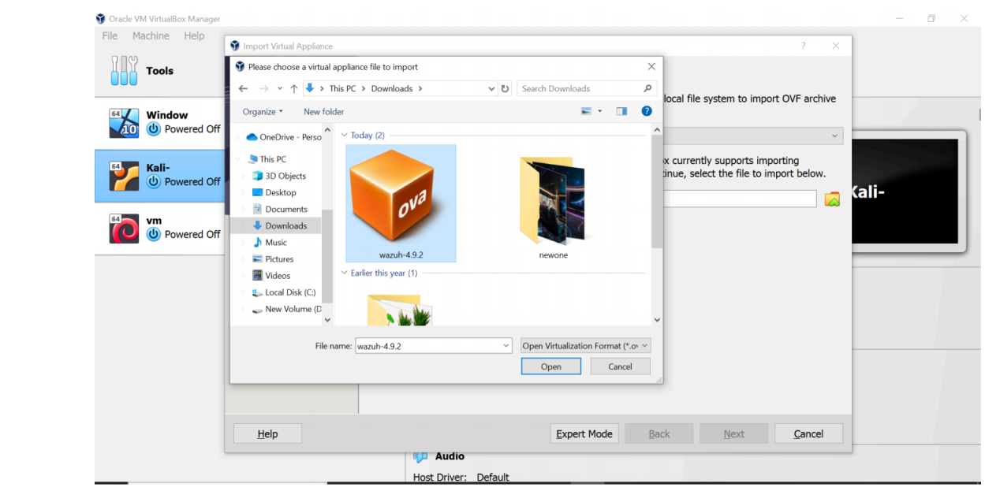 Oracle VM VirtualBox Manager
File Machine Help
Tools
64
Window
10
Powered Off
64
Kali-
Powered Off
64
vm
Powered Off
Import Virtual Appliance
?
Please choose a virtual appliance file to import
This PC > Downloads >
Search Downloads
Organize
New folder
?
OneDrive - Perso
This PC
3D Objects
Desktop
Documents
Downloads
Music
Pictures
Videos
Local Disk (C:)
New Volume (D
Today (2)
ova
wazuh-4.9.2
newone
Earlier this year (1)
File name: wazuh-4.9.2
Open Virtualization Format (*.ov
Open
Cancel
local file system to import OVF archive
x currently supports importing
tinue, select the file to import below.
Kali-
Help
Expert Mode
Back
Next
Cancel
Audio
Host Driver: Default